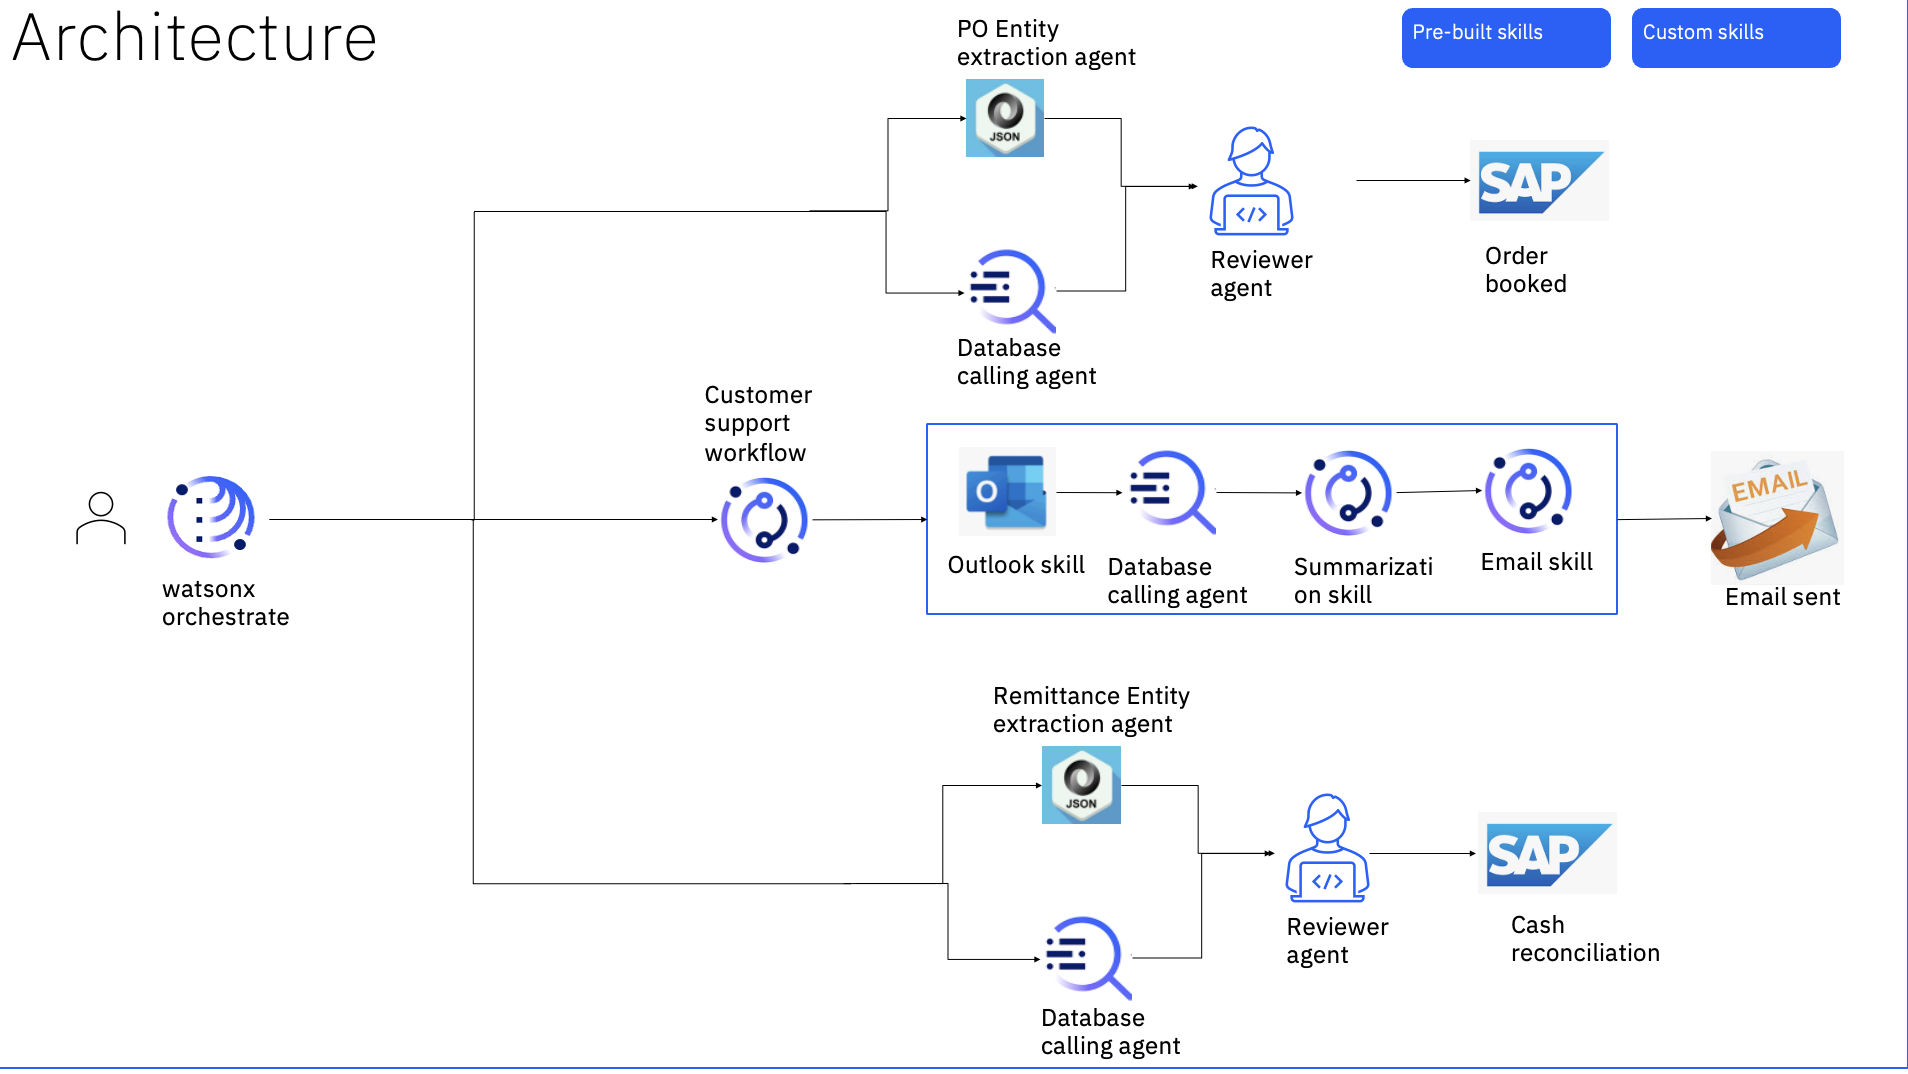 Architecture
PO Entity
extraction agent
Pre-built skills
Custom skills
JSON
</>
SAP
Reviewer
agent
Order
booked
Database
calling agent
Customer
support
workflow
watsonx
orchestrate
O
Outlook skill
Database
calling agent
Summarizati
on skill
Email skill
EMAIL
Email sent
Remittance Entity
extraction agent
JSON
</>
SAP
Reviewer
agent
Cash
reconciliation
Database
calling agent